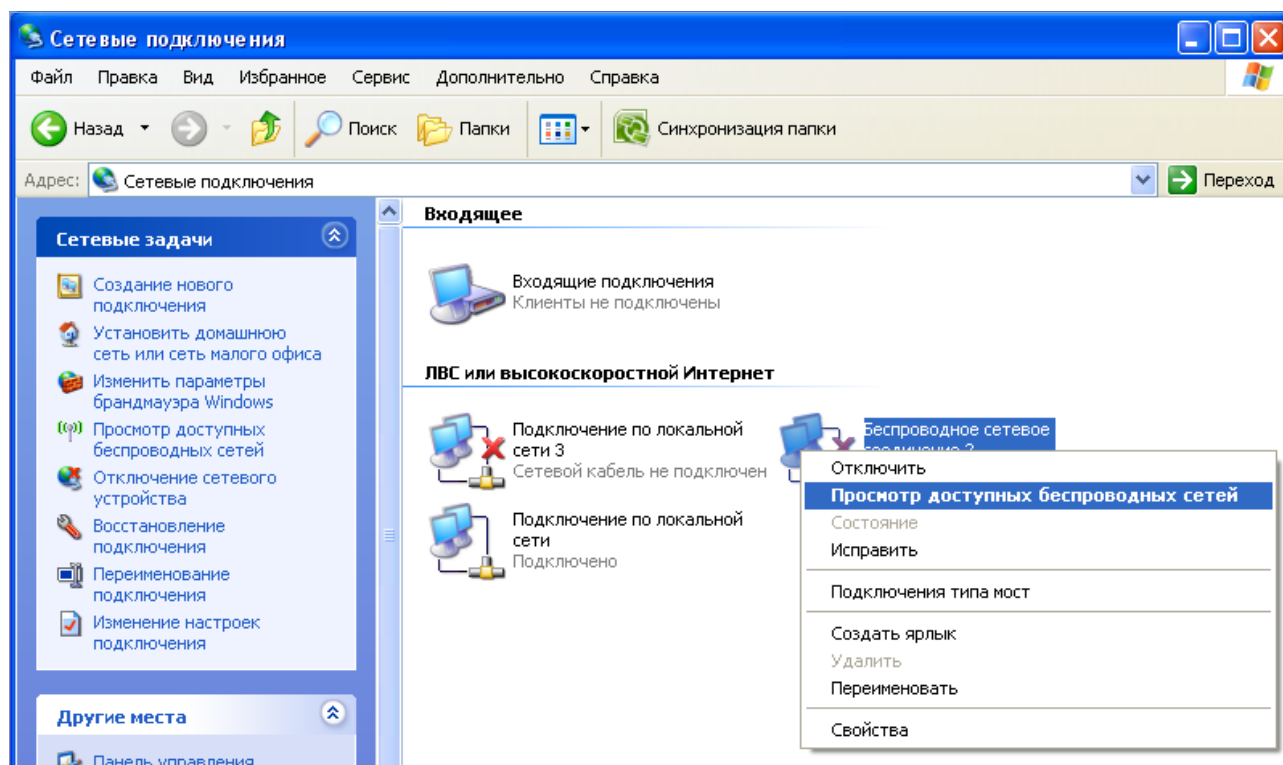 Сетевые подключения
Файл Правка Вид Избранное Сервис Дополнительно Справка
Назад Поиск Папки Синхронизация папки
Адрес: Сетевые подключения Переход
Сетевые задачи
Создание нового
подключения
Установить домашнюю
сеть или сеть малого офиса
Изменить параметры
брандмауэра Windows
Просмотр доступных
беспроводных сетей
Отключение сетевого
устройства
Восстановление
подключения
Переименование
подключения
Изменение настроек
подключения
Другие места
Панель управления
Входящее
Входящие подключения
Клиенты не подключены
ЛВС или высокоскоростной Интернет
Подключение по локальной
сети 3
Сетевой кабель не подключен
Беспроводное сетевое
соединение 2
Подключение по локальной
сети
Подключено
Отключить
Просмотр доступных беспроводных сетей
Состояние
Исправить
Подключения типа мост
Создать ярлык
Удалить
Переименовать
Свойства